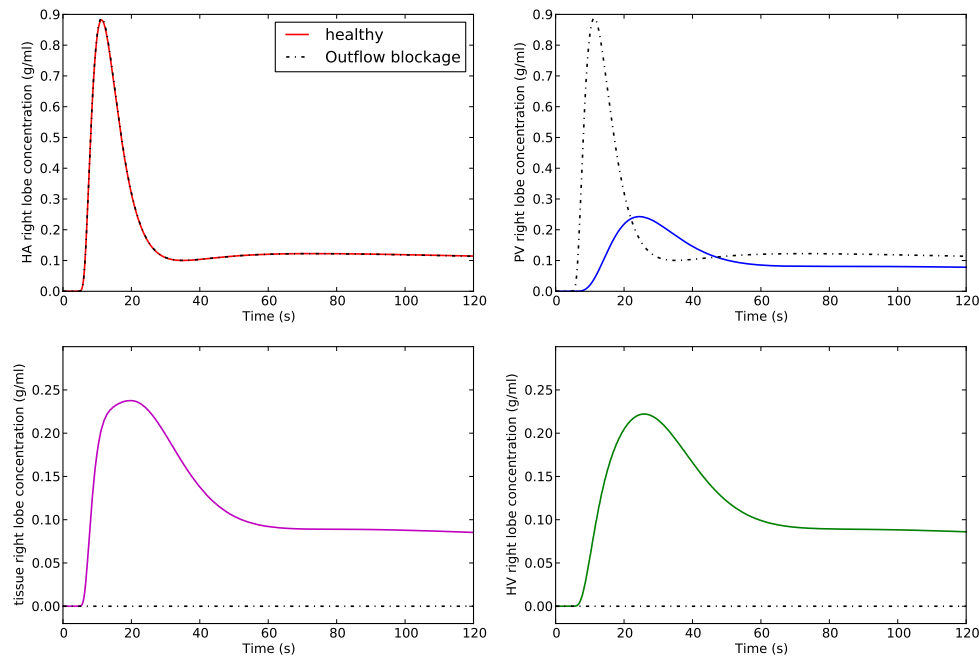 0.9
0.8
0.7
0.6
0.5
0.4
0.3
0.2
0.1
0.0
HA right lobe concentration (g/ml)
healthy
Outflow blockage
0 20 40 60 80 100 120
Time (s)
0.9
0.8
0.7
0.6
0.5
0.4
0.3
0.2
0.1
0.0
PV right lobe concentration (g/ml)
0 20 40 60 80 100 120
Time (s)
0.25
0.20
0.15
0.10
0.05
0.00
tissue right lobe concentration (g/ml)
0 20 40 60 80 100 120
Time (s)
0.25
0.20
0.15
0.10
0.05
0.00
HV right lobe concentration (g/ml)
0 20 40 60 80 100 120
Time (s)